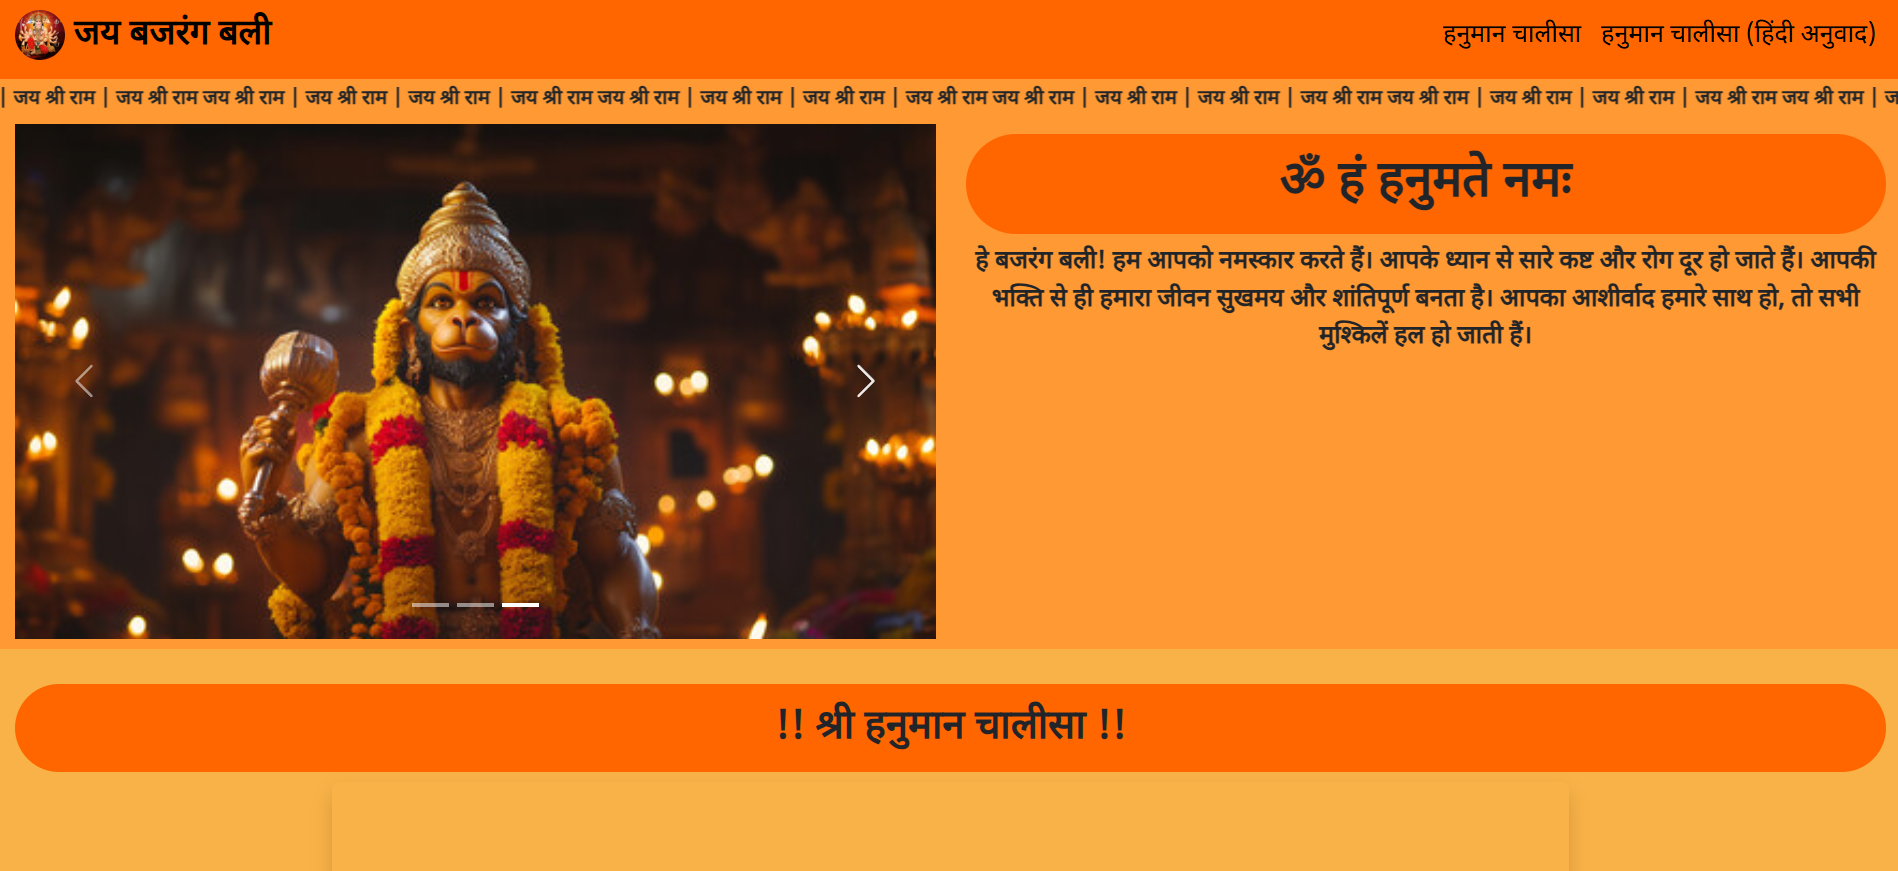 जय बजरंग बली
हनुमान चालीसा हनुमान चालीसा (हिंदी अनुवाद)
| जय श्री राम | जय श्री राम जय श्री राम | जय श्री राम | जय श्री राम | जय श्री राम जय श्री राम | जय श्री राम | जय श्री राम | जय श्री राम जय श्री राम | जय श्री राम | जय श्री राम | जय श्री राम जय श्री राम | जय श्री राम | जय श्री राम | जय श्री राम जय श्री राम |
ॐ हं हनुमते नमः
हे बजरंग बली! हम आपको नमस्कार करते हैं। आपके ध्यान से सारे कष्ट और रोग दूर हो जाते हैं। आपकी
भक्ति से ही हमारा जीवन सुखमय और शांतिपूर्ण बनता है। आपका आशीर्वाद हमारे साथ हो, तो सभी
मुश्किलें हल हो जाती हैं।
!! श्री हनुमान चालीसा !!